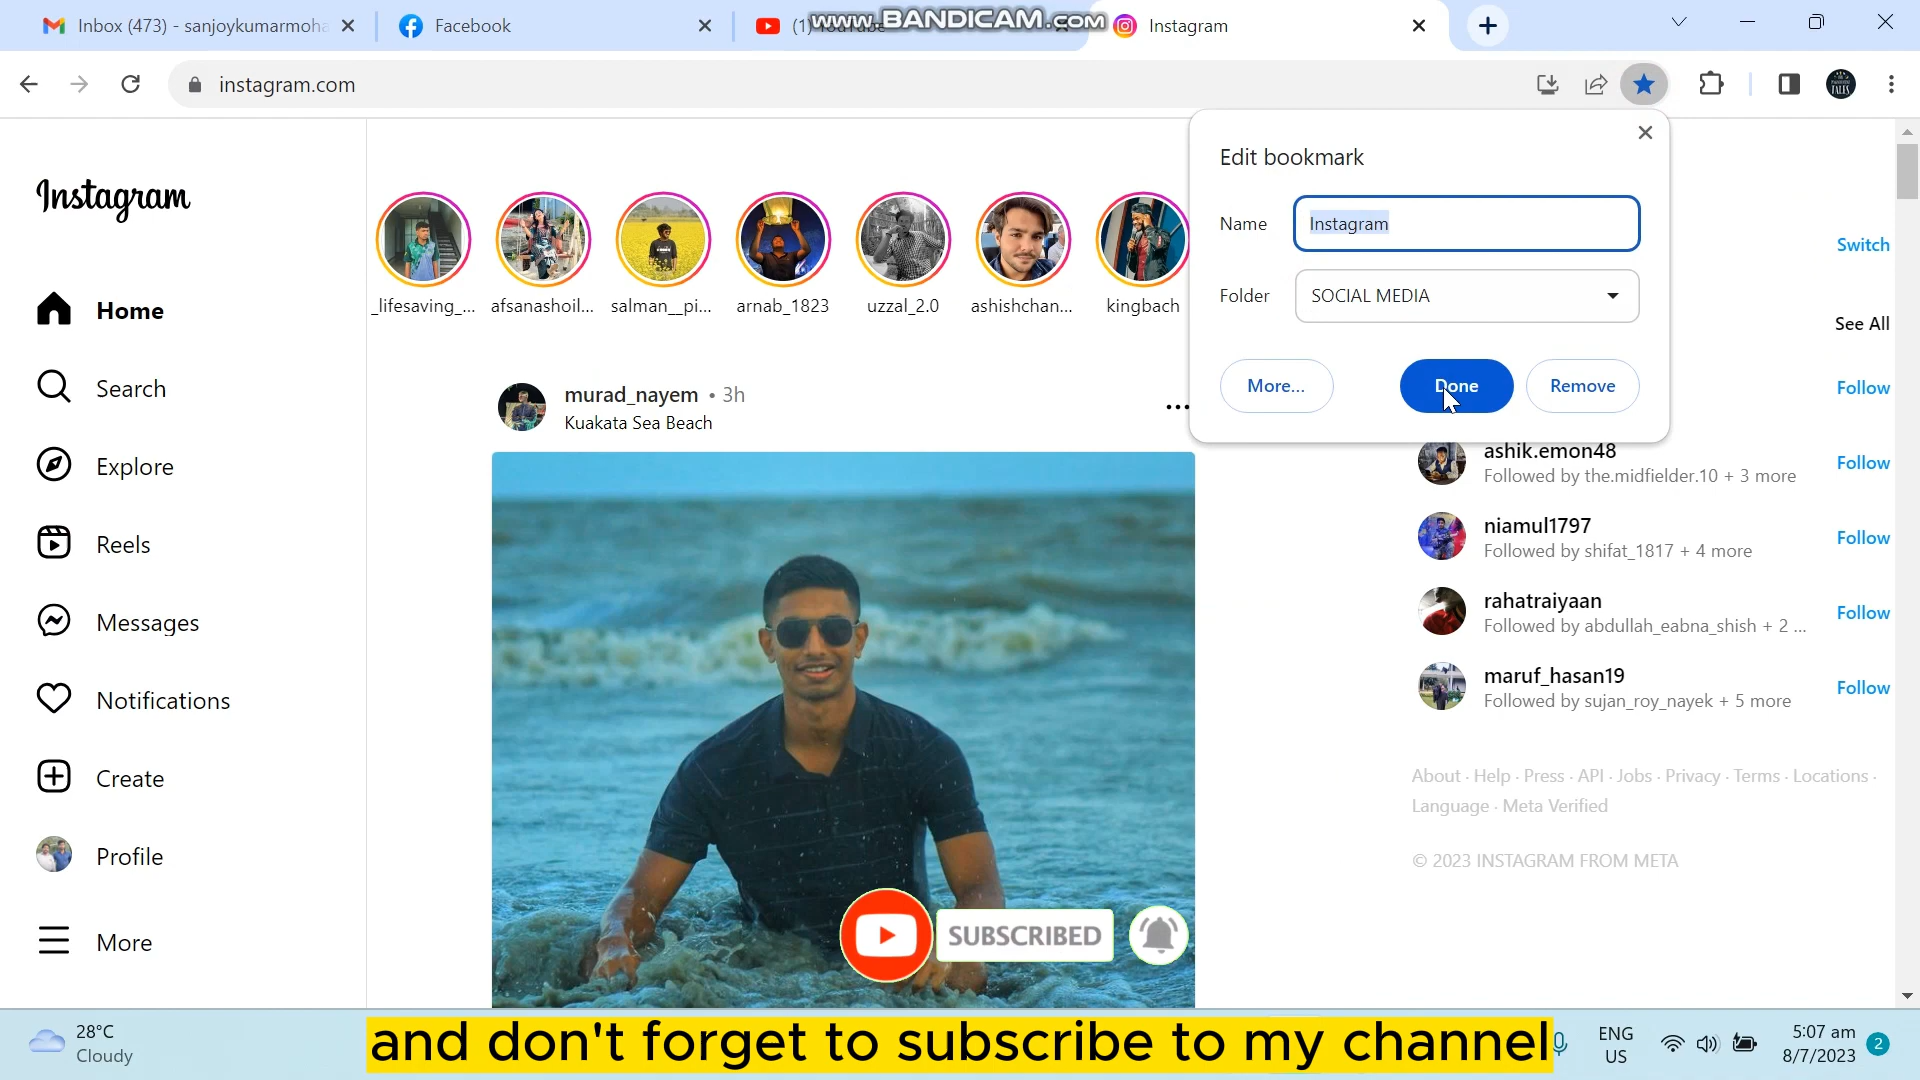 Inbox (473) - sanjoykumarmoha
Facebook
(1) YouTube
www.BANDICAM.com
Instagram
instagram.com
Instagram
Home
Search
Explore
Reels
Messages
Notifications
Create
Profile
More
_lifesaving_... afsanashoil... salman__pi... arnab_1823 uzzal_2.0 ashishchan... kingbach
murad_nayem • 3h
Kuakata Sea Beach
Edit bookmark
Name Instagram
Folder SOCIAL MEDIA
More... Done Remove
Switch
See All
Follow
ashik.emon48
Followed by the.midfielder.10 + 3 more
Follow
niamul1797
Followed by shifat_1817 + 4 more
Follow
rahatraiyaan
Followed by abdullah_eabna_shish + 2 ...
Follow
maruf_hasan19
Followed by sujan_roy_nayek + 5 more
Follow
About · Help · Press · API · Jobs · Privacy · Terms · Locations ·
Language · Meta Verified
© 2023 INSTAGRAM FROM META
SUBSCRIBED
28°C
Cloudy
and don't forget to subscribe to my channel
ENG
US
5:07 am
8/7/2023
2